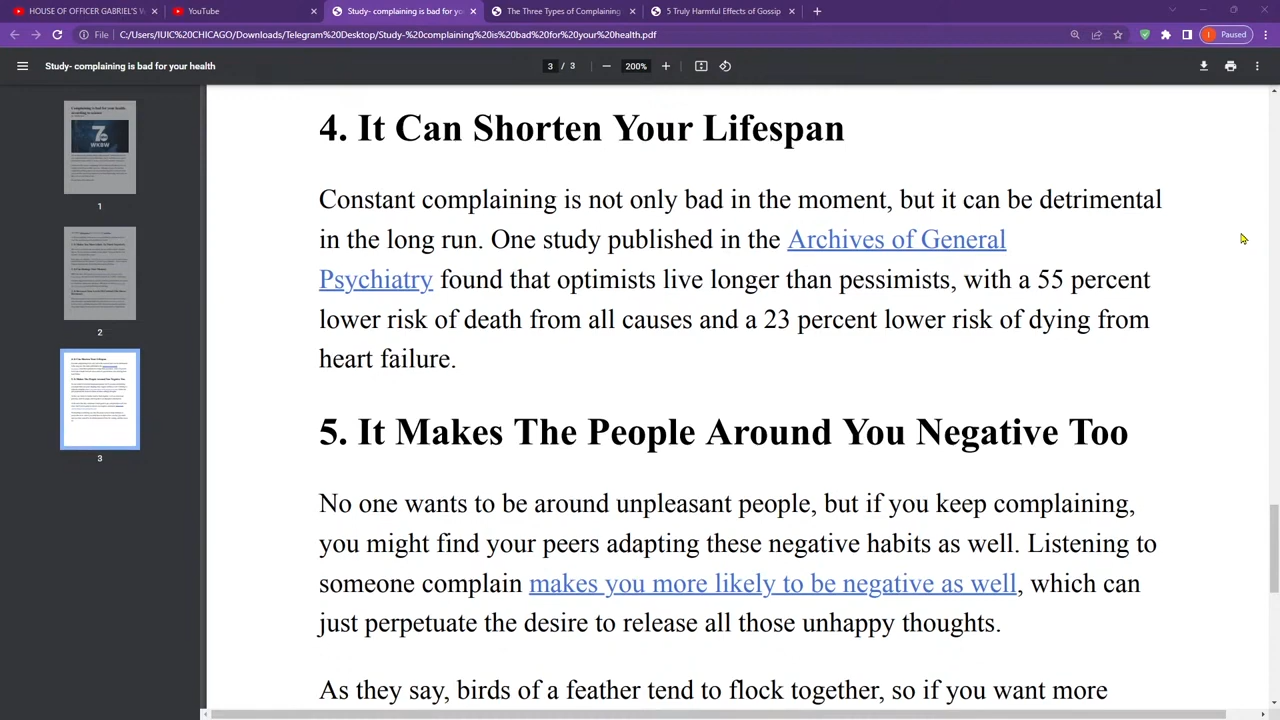 HOUSE OF OFFICER GABRIEL'S V
YouTube
Study- complaining is bad for yo
The Three Types of Complaining
5 Truly Harmful Effects of Gossip
File
C:/Users/IUIC%20CHICAGO/Downloads/Telegram%20Desktop/Study-%20complaining%20is%20bad%20for%20your%20health.pdf
Paused
Study- complaining is bad for your health
3 / 3
200%
1
2
3
4. It Can Shorten Your Lifespan
Constant complaining is not only bad in the moment, but it can be detrimental
in the long run. One study published in the Archives of General
Psychiatry found that optimists live longer than pessimists, with a 55 percent
lower risk of death from all causes and a 23 percent lower risk of dying from
heart failure.
5. It Makes The People Around You Negative Too
No one wants to be around unpleasant people, but if you keep complaining,
you might find your peers adapting these negative habits as well. Listening to
someone complain makes you more likely to be negative as well, which can
just perpetuate the desire to release all those unhappy thoughts.
As they say, birds of a feather tend to flock together, so if you want more